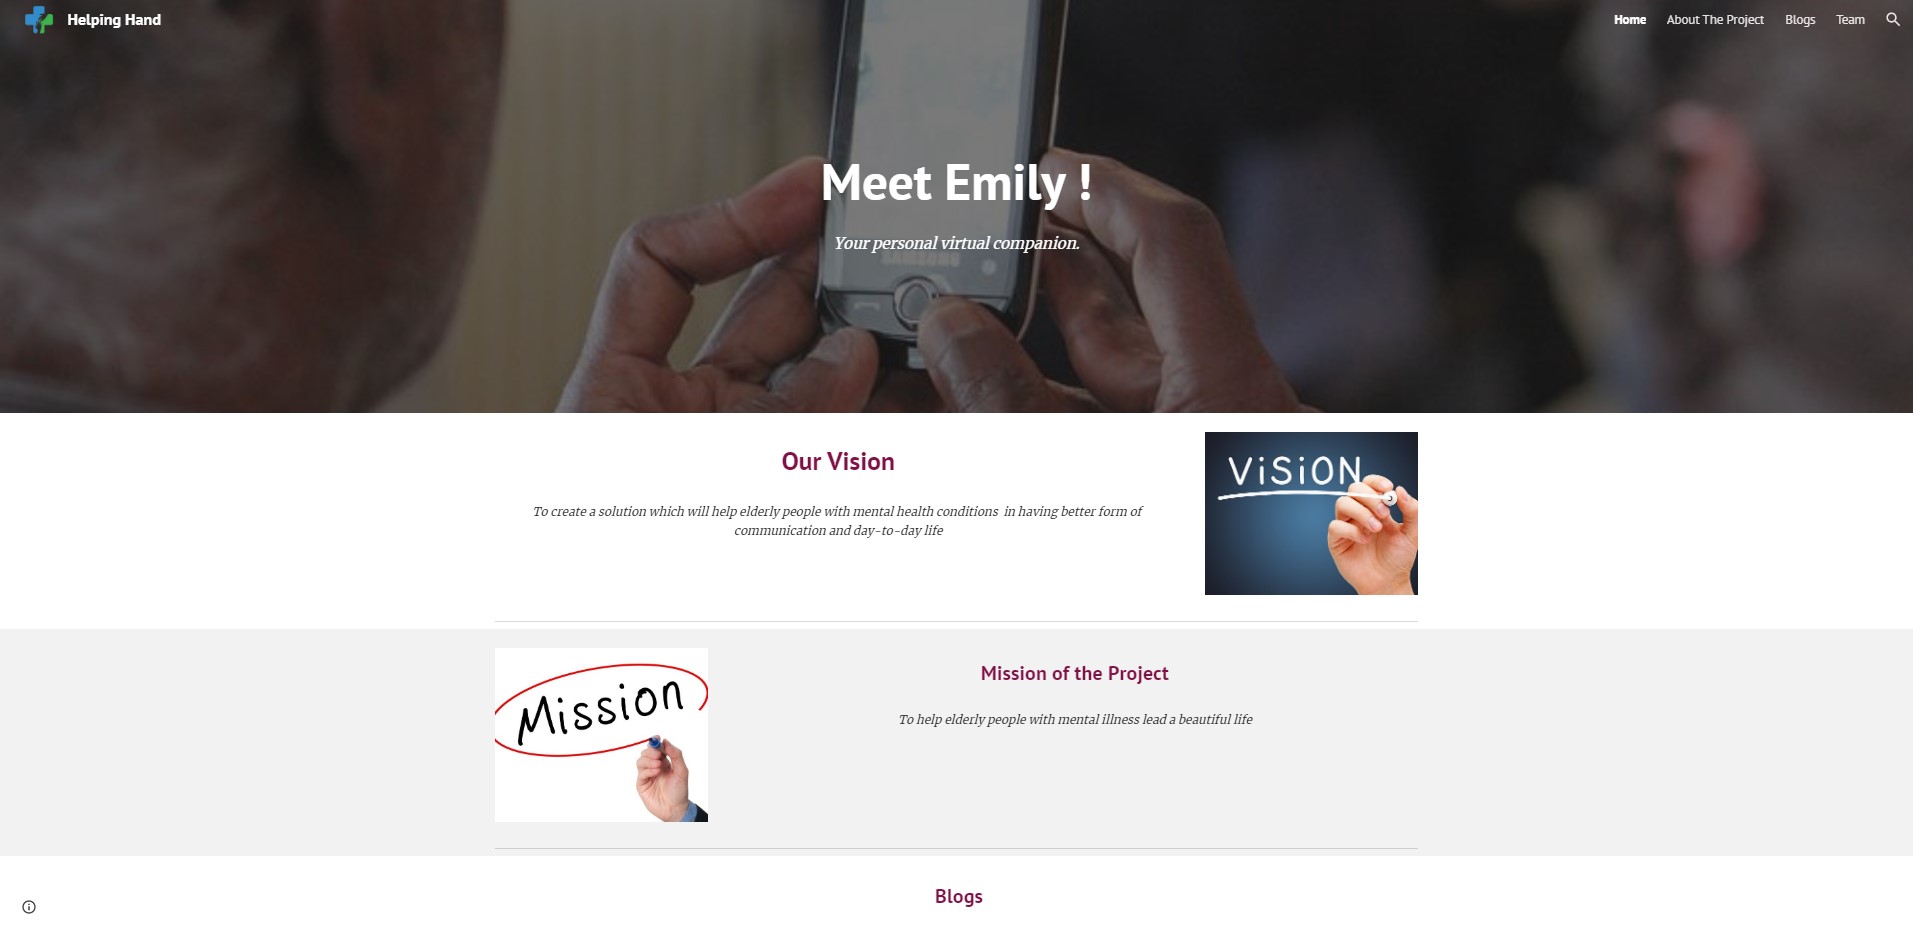 Helping Hand
Home About The Project Blogs Team
Meet Emily !
Your personal virtual companion.
SAMSUNG
Our Vision
ViSiON
To create a solution which will help elderly people with mental health conditions  in having better form of
communication and day-to-day life
Mission
Mission of the Project
To help elderly people with mental illness lead a beautiful life
Blogs